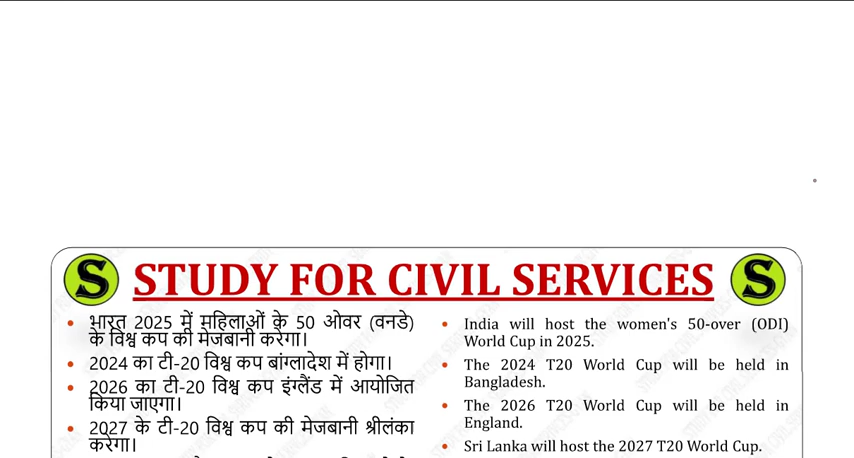 S STUDY FOR CIVIL SERVICES S
• भारत 2025 में महिलाओं के 50 ओवर (वनडे)
के विश्व कप की मेजबानी करेगा।
• 2024 का टी-20 विश्व कप बांग्लादेश में होगा।
• 2026 का टी-20 विश्व कप इंग्लैंड में आयोजित
किया जाएगा।
• 2027 के टी-20 विश्व कप की मेजबानी श्रीलंका
करेगा।
• India will host the women's 50-over (ODI)
World Cup in 2025.
• The 2024 T20 World Cup will be held in
Bangladesh.
• The 2026 T20 World Cup will be held in
England.
• Sri Lanka will host the 2027 T20 World Cup.